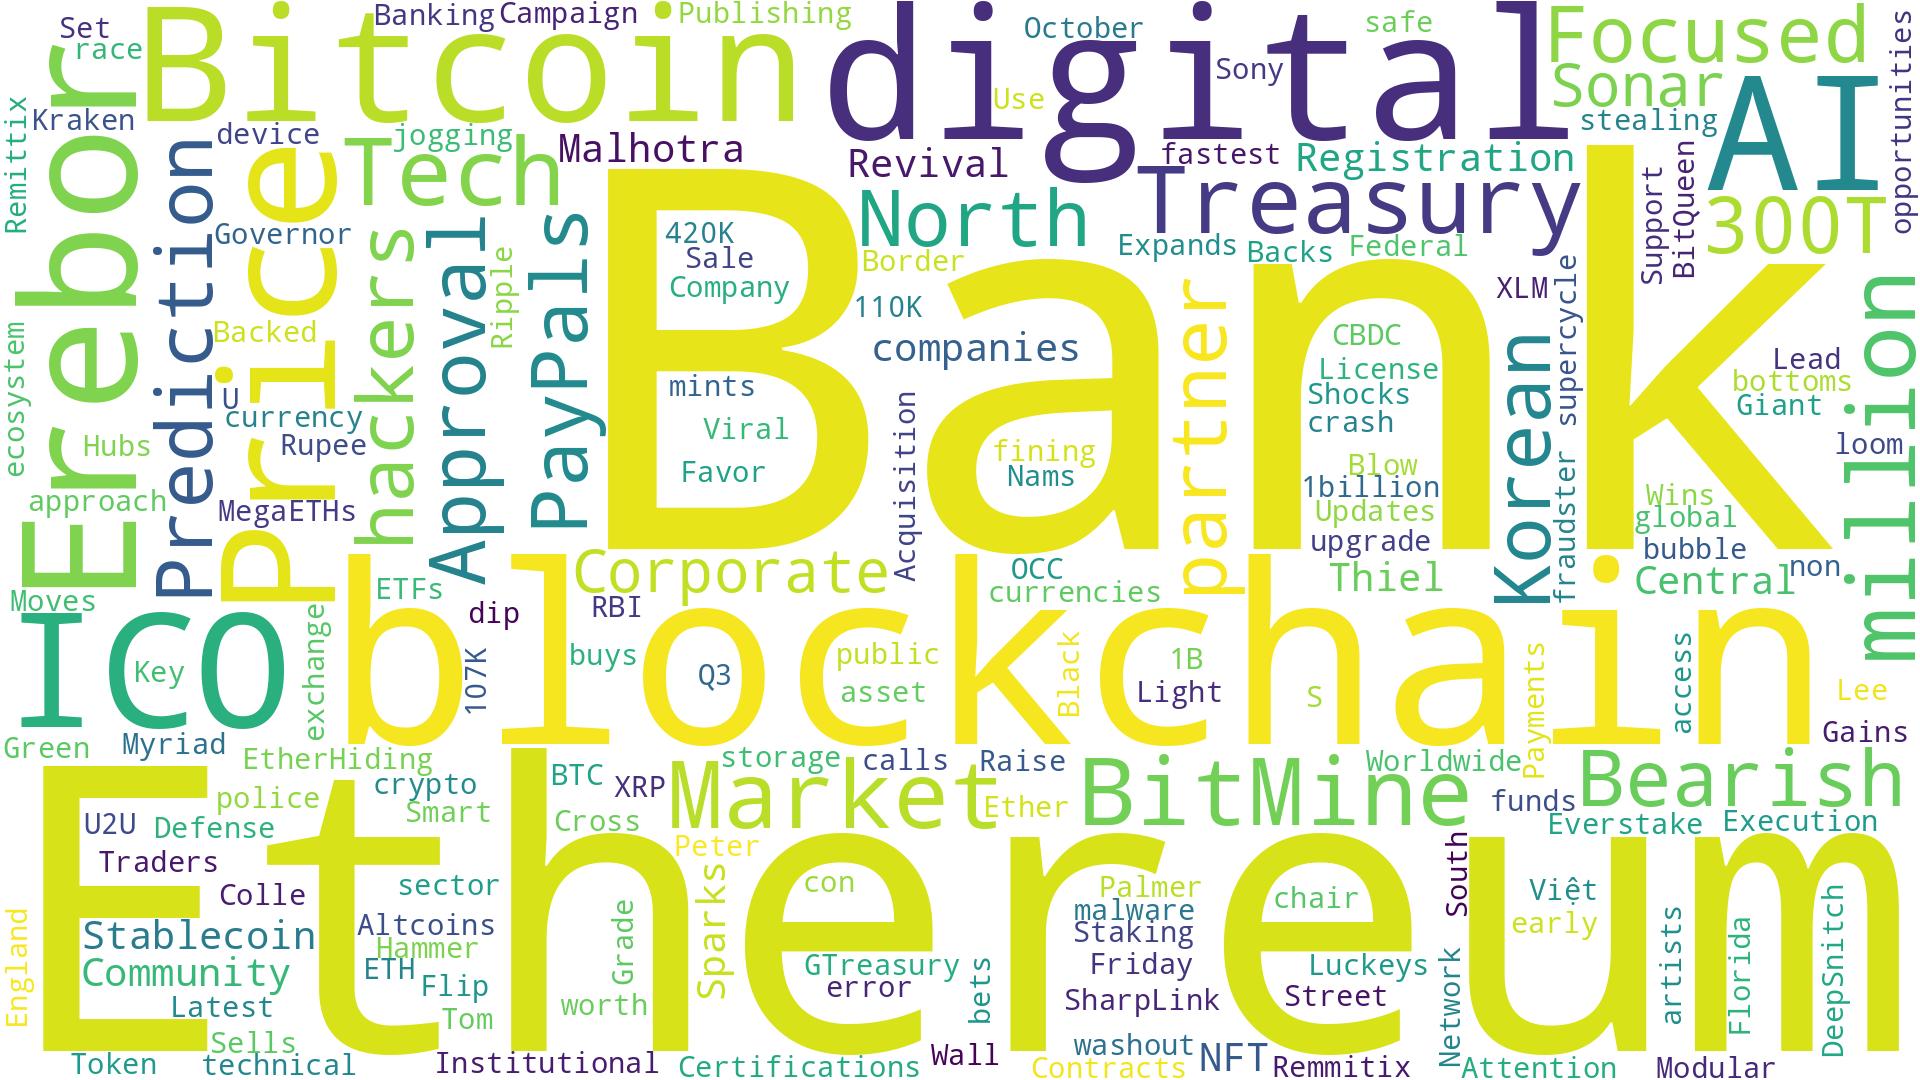 Set
race
Banking
Campaign
Publishing
Bitcoin
digital
October
Sony
safe
Focused
Sonar
opportunities
Kraken
Remittix
Erebor
Prediction
device
Price
Tech
jogging
Malhotra
Use
Revival
fastest
Registration
stealing
AI
Treasury
North
300T
Support
BitQueen
Governor
hackers
Approval
Ripple
PayPals
Bank
420K
Sale
Company
Border
Expands
Backs
Federal
XLM
110K
companies
partner
CBDC
License
Shocks
crash
Korean
supercycle
fraudster
million
Lead
bottoms
Giant
loom
ecosystem
Backed
U
currency
Rupee
Hubs
approach
MegaETHs
mints
Viral
Favor
Acquisition
fining
Nams
Blow
1billion
Updates
upgrade
Wins
global
bubble
non
Moves
ETFs
dip
Corporate
RBI
OCC
currencies
Thiel
Central
ICO
Key
exchange
blockchain
107K
buys
Q3
public
asset
Black
1B
Light
S
Payments
access
Lee
Gains
Green
Myriad
EtherHiding
police
crypto
Smart
BTC
XRP
Cross
storage
calls
Raise
Market
Ether
BitMine
Worldwide
funds
Bearish
Everstake
Execution
Ethereum
U2U
Defense
Traders
Colle
sector
Altcoins
Hammer
ETH
Flip
Tom
Stablecoin
Community
Latest
Sells
England
Token
technical
Institutional
worth
Grade
Sparks
Peter
con
GTreasury
error
bets
Palmer
malware
Staking
Friday
SharpLink
chair
Luckeys
Street
South
Network
Việt
early
artists
Florida
DeepSnitch
Certifications
Wall
washout
Contracts
NFT
Remmitix
Attention
Modular